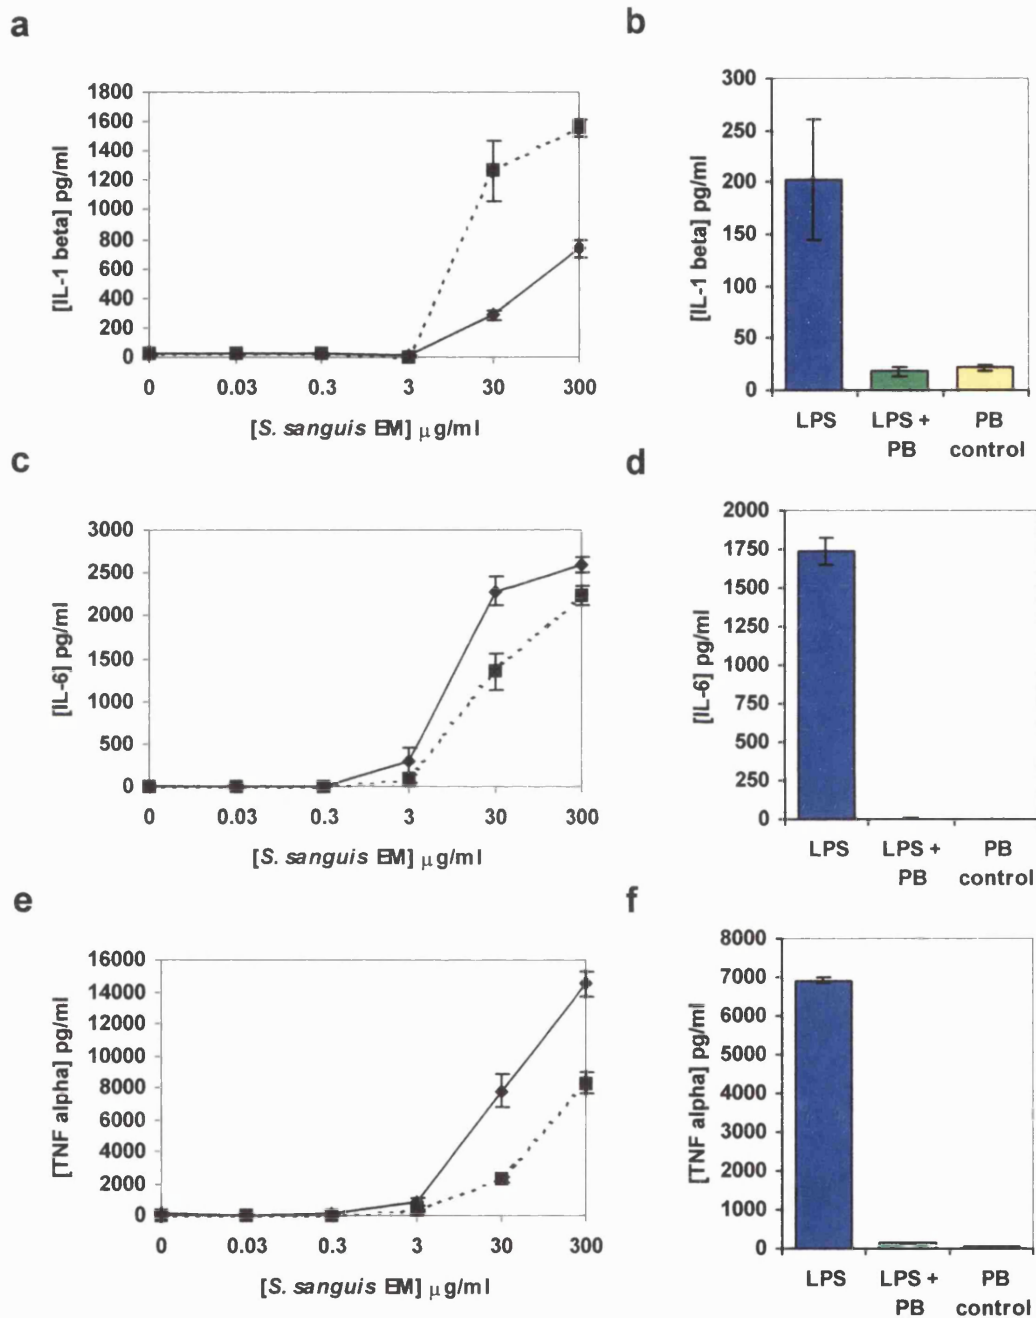 a
1800
1600
1400
1200
1000
800
600
400
200
0
[IL-1 beta] pg/ml
0 0.03 0.3 3 30 300
[S. sanguis EM] µg/ml
b
300
250
200
150
100
50
0
[IL-1 beta] pg/ml
LPS LPS + PB
PB control
c
3000
2500
2000
1500
1000
500
0
[IL-6] pg/ml
0 0.03 0.3 3 30 300
[S. sanguis EM] µg/ml
d
2000
1750
1500
1250
1000
750
500
250
0
[IL-6] pg/ml
LPS LPS + PB
PB control
e
16000
14000
12000
10000
8000
6000
4000
2000
0
[TNF alpha] pg/ml
0 0.03 0.3 3 30 300
[S. sanguis EM] µg/ml
f
8000
7000
6000
5000
4000
3000
2000
1000
0
[TNF alpha] pg/ml
LPS LPS + PB
PB control